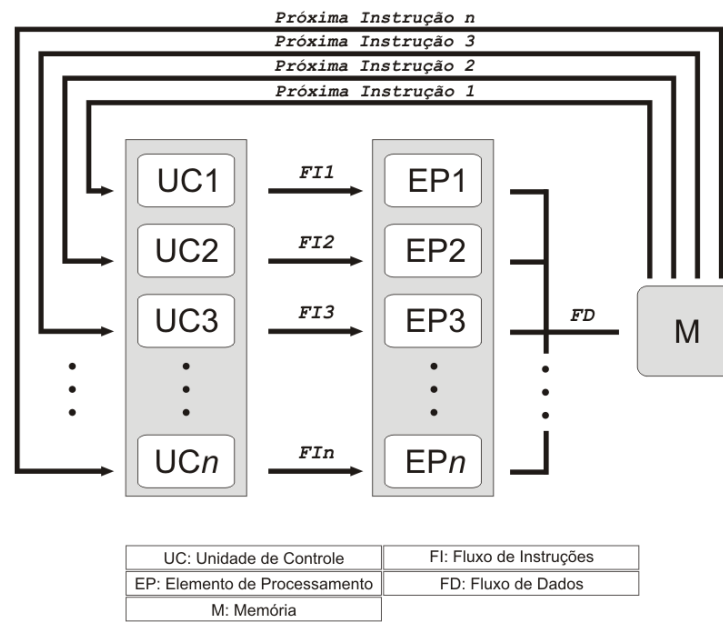 Próxima Instrução n
Próxima Instrução 3
Próxima Instrução 2
Próxima Instrução 1
UC1 FI1 EP1
UC2 FI2 EP2
UC3 FI3 EP3 FD M
UCn FIn EPn
UC: Unidade de Controle FI: Fluxo de Instruções
EP: Elemento de Processamento FD: Fluxo de Dados
M: Memória